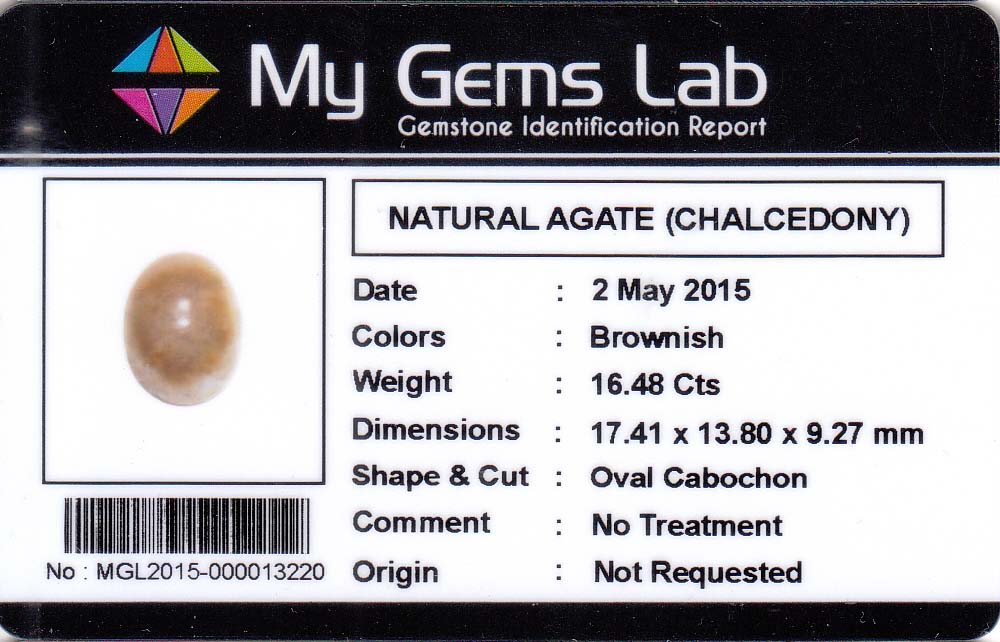 My Gems Lab
Gemstone Identification Report
NATURAL AGATE (CHALCEDONY)
Date : 2 May 2015
Colors : Brownish
Weight : 16.48 Cts
Dimensions : 17.41 x 13.80 x 9.27 mm
Shape & Cut : Oval Cabochon
Comment : No Treatment
Origin : Not Requested
No : MGL2015-000013220